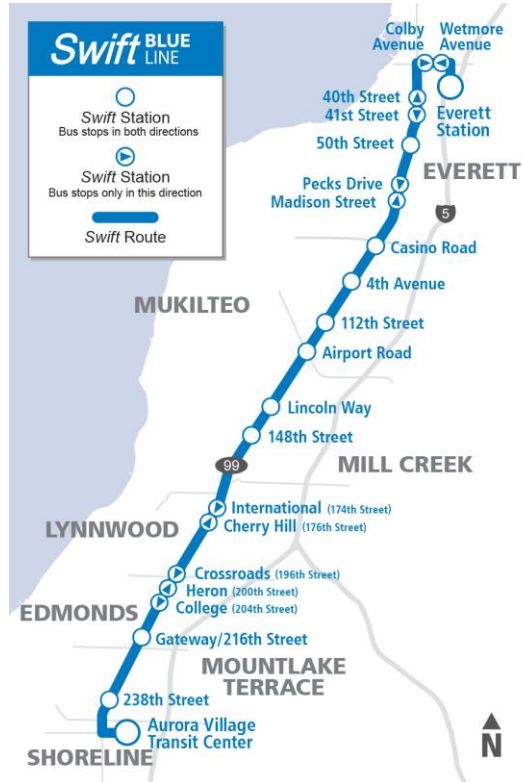 Swift BLUE
LINE
Swift Station
Bus stops in both directions
Swift Station
Bus stops only in this direction
Swift Route
Colby
Avenue
Wetmore
Avenue
40th Street
41st Street
Everett
Station
50th Street
EVERETT
Pecks Drive
Madison Street
5
Casino Road
4th Avenue
MUKILTEO
112th Street
Airport Road
Lincoln Way
148th Street
99
MILL CREEK
International (174th Street)
LYNNWOOD
Cherry Hill (176th Street)
Crossroads (196th Street)
Heron (200th Street)
EDMONDS
College (204th Street)
Gateway/216th Street
MOUNTLAKE
TERRACE
238th Street
Aurora Village
Transit Center
SHORELINE
N